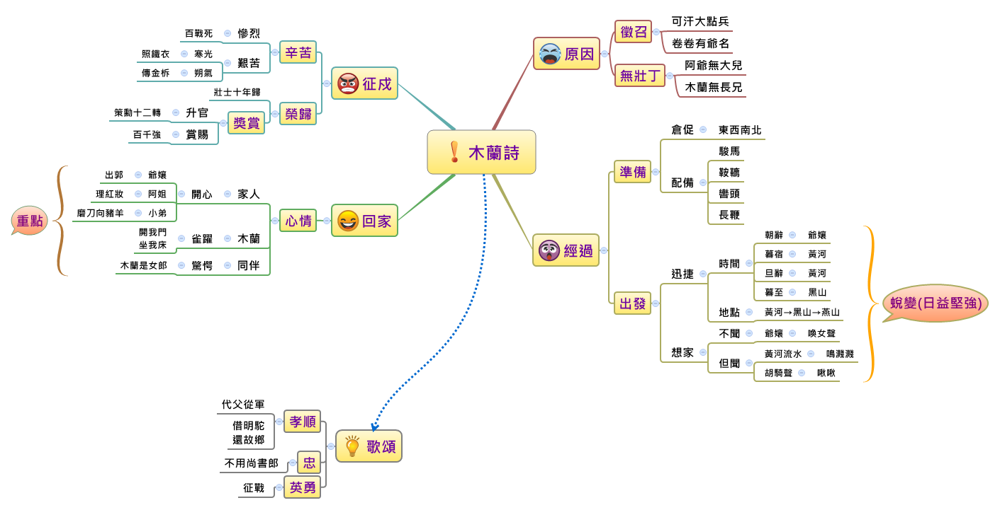 木蘭詩
原因
徵召
可汗大點兵
卷卷有爺名
無壯丁
阿爺無大兒
木蘭無長兄
經過
準備
倉促
東西南北
配備
駿馬
鞍韉
轡頭
長鞭
出發
迅捷
時間
朝辭
爺孃
暮宿
黃河
旦辭
黃河
暮至
黑山
地點
黃河→黑山→燕山
想家
不聞
爺孃
喚女聲
但聞
黃河流水
鳴濺濺
胡騎聲
啾啾
蛻變(日益堅強)
征戍
辛苦
慘烈
百戰死
艱苦
寒光
照鐵衣
朔氣
傳金柝
榮歸
壯士十年歸
獎賞
升官
策勳十二轉
賞賜
百千強
回家
心情
家人
開心
爺孃
出郭
阿姐
理紅妝
小弟
磨刀向豬羊
木蘭
雀躍
開我門
坐我床
同伴
驚愕
木蘭是女郎
重點
歌頌
孝順
代父從軍
借明駝
還故鄉
忠
不用尚書郎
英勇
征戰